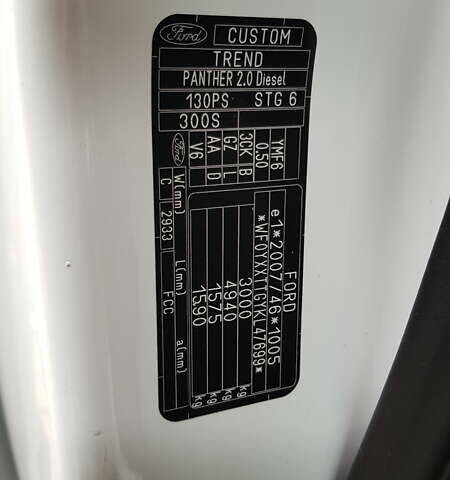 Ford CUSTOM
TREND
PANTHER 2.0 Diesel
130PS STG 6
300S
Ford
YMF6
0.50
3CK B
GZ L
AA D
V6
FORD
e1*2007/46*1005
3000 kg
4940 kg
1575 kg
1590 kg
W(mm) L(mm) a(mm)
C 2933 FCC